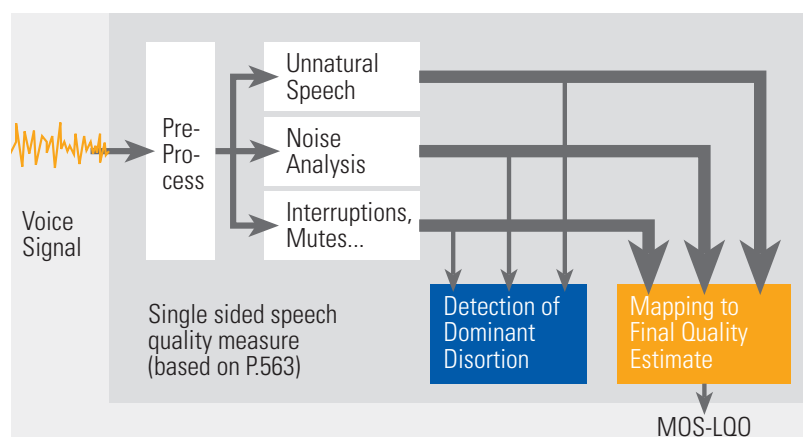 Voice
Signal
Pre-
Pro-
cess
Unnatural
Speech
Noise
Analysis
Interruptions,
Mutes...
Single sided speech
quality measure
(based on P.563)
Detection of
Dominant
Disortion
Mapping to
Final Quality
Estimate
MOS-LQO